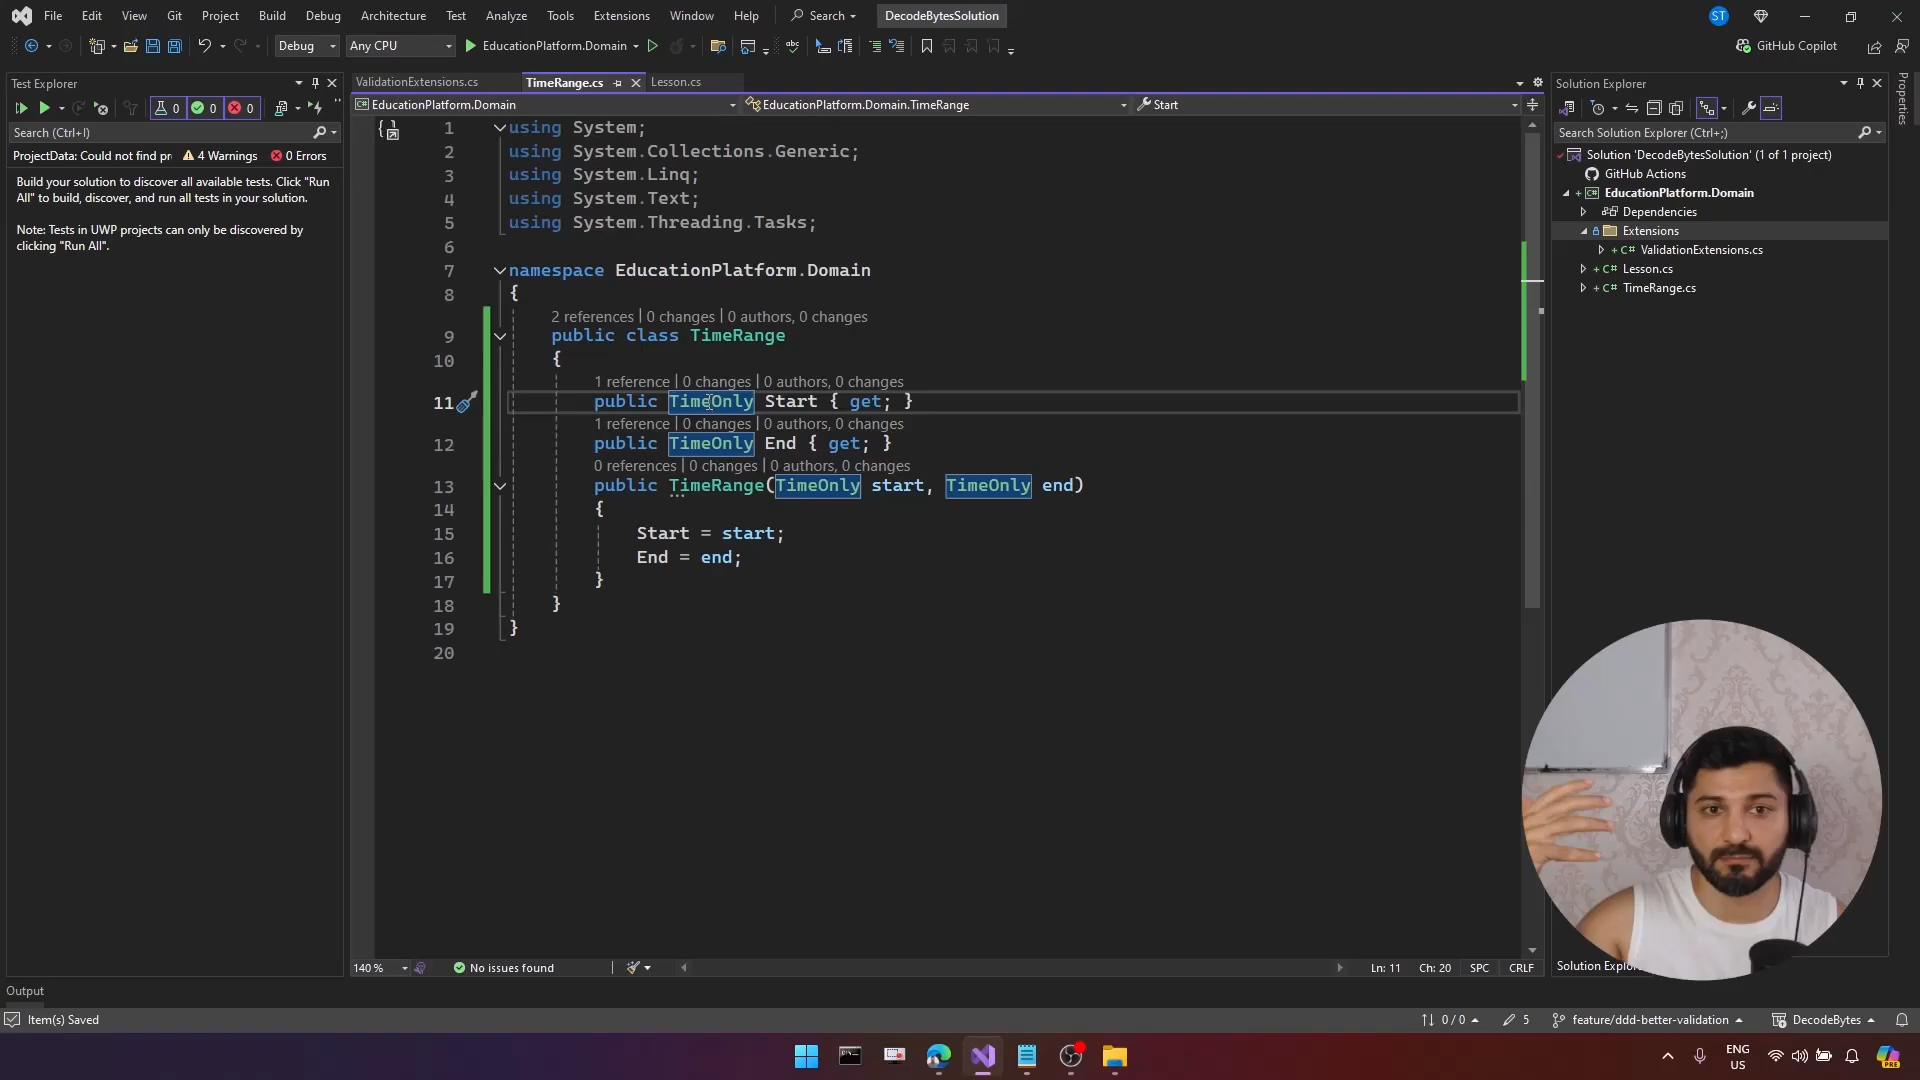 File Edit View Git Project Build Debug Architecture Test Analyze Tools Extensions Window Help Search DecodeBytesSolution ST
Debug Any CPU EducationPlatform.Domain GitHub Copilot
Test Explorer
0 0 0
Search (Ctrl+I)
ProjectData: Could not find pr 4 Warnings 0 Errors
Build your solution to discover all available tests. Click "Run
All" to build, discover, and run all tests in your solution.
Note: Tests in UWP projects can only be discovered by
clicking "Run All".
ValidationExtensions.cs TimeRange.cs Lesson.cs
EducationPlatform.Domain EducationPlatform.Domain.TimeRange Start
1 using System;
2 using System.Collections.Generic;
3 using System.Linq;
4 using System.Text;
5 using System.Threading.Tasks;
6
7 namespace EducationPlatform.Domain
8 {
2 references | 0 changes | 0 authors, 0 changes
9 public class TimeRange
10 {
1 reference | 0 changes | 0 authors, 0 changes
11 public TimeOnly Start { get; }
1 reference | 0 changes | 0 authors, 0 changes
12 public TimeOnly End { get; }
0 references | 0 changes | 0 authors, 0 changes
13 public TimeRange(TimeOnly start, TimeOnly end)
14 {
15 Start = start;
16 End = end;
17 }
18 }
19 }
20
140 % No issues found Ln: 11 Ch: 20 SPC CRLF
Solution Explorer
Search Solution Explorer (Ctrl+;)
Solution 'DecodeBytesSolution' (1 of 1 project)
GitHub Actions
EducationPlatform.Domain
Dependencies
Extensions
ValidationExtensions.cs
Lesson.cs
TimeRange.cs
Properties
Solution Explo
Output
Item(s) Saved 0 / 0 5 feature/ddd-better-validation DecodeBytes
ENG
US
PRE